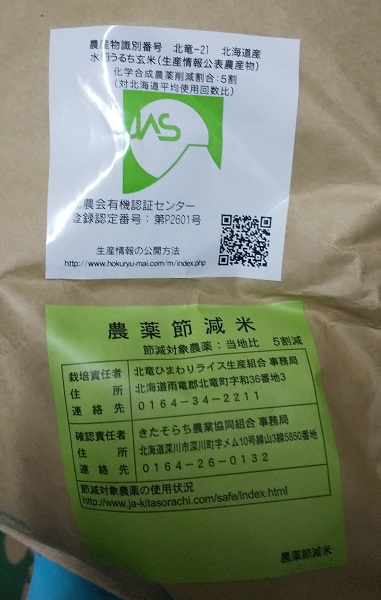 農産物識別番号 北竜-21 北海道産
水稲うるち玄米(生産情報公表農産物)
化学合成農薬削減割合:5割
(対北海道平均使用回数比)
JAS
農会有機認証センター
登録認定番号:第P2601号
生産情報の公開方法
http://www.hokuryu-mai.com/m/index.php
農薬節減米
節減対象農薬:当地比 5割減
栽培責任者 北竜ひまわりライス生産組合 事務局
住所 北海道雨竜郡北竜町字和36番地3
連絡先 0164-34-2211
確認責任者 きたそらち農業協同組合 事務局
住所 北海道深川市深川町字メム10号線山3線5850番地
連絡先 0164-26-0132
節減対象農薬の使用状況
http://www.ja-kitasorachi.com/safe/index.html
農薬節減米